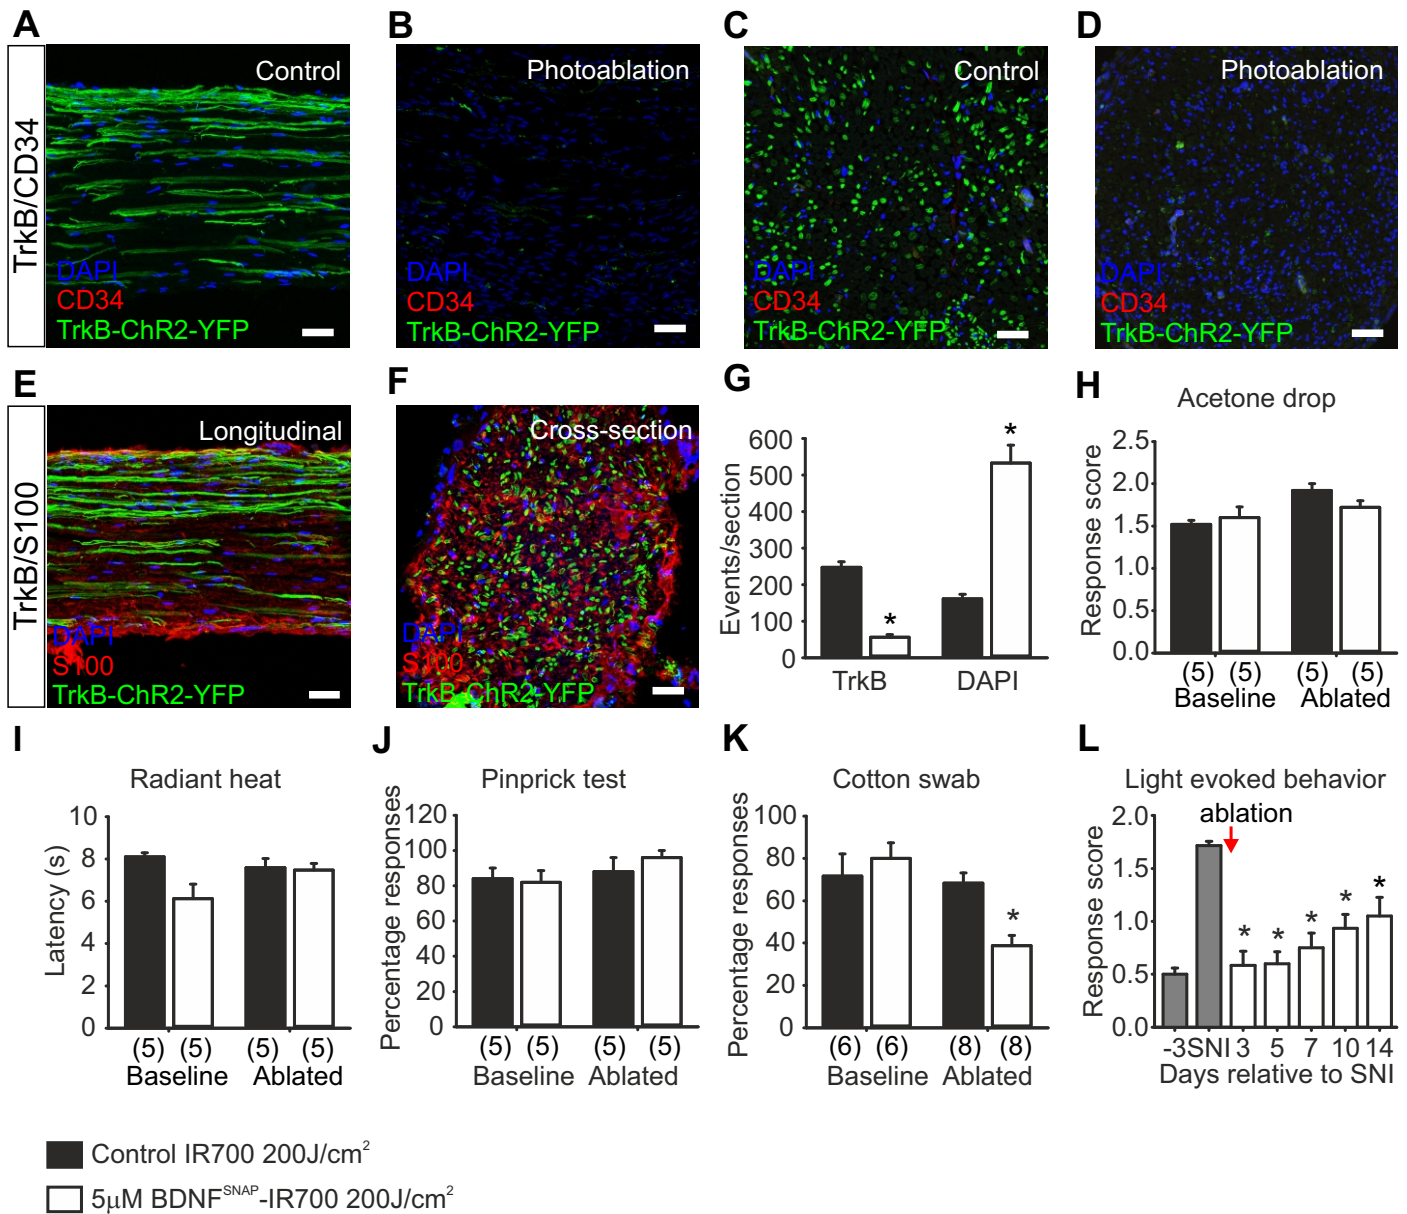 A
B
C
D
TrkB/CD34
Control
DAPI
CD34
TrkB-ChR2-YFP
Photoablation
DAPI
CD34
TrkB-ChR2-YFP
Control
DAPI
CD34
TrkB-ChR2-YFP
Photoablation
DAPI
CD34
TrkB-ChR2-YFP
E
F
G
H
TrkB/S100
Longitudinal
DAPI
S100
TrkB-ChR2-YFP
Cross-section
DAPI
S100
TrkB-ChR2-YFP
Events/section
600
500
400
300
200
100
0
*
*
TrkB DAPI
Acetone drop
Response score
2.5
2.0
1.5
1.0
0.5
0.0
(5) (5) (5) (5)
Baseline Ablated
I
J
K
L
Radiant heat
Latency (s)
10
8
6
4
2
0
(5) (5) (5) (5)
Baseline Ablated
Pinprick test
Percentage responses
120
100
80
60
40
20
0
(5) (5) (5) (5)
Baseline Ablated
Cotton swab
Percentage responses
100
80
60
40
20
0
*
(6) (6) (8) (8)
Baseline Ablated
Light evoked behavior
ablation
Response score
2.0
1.5
1.0
0.5
0.0
* * * * *
-3 SNI 3 5 7 10 14
Days relative to SNI
Control IR700 200J/cm²
5µM BDNF^SNAP-IR700 200J/cm²